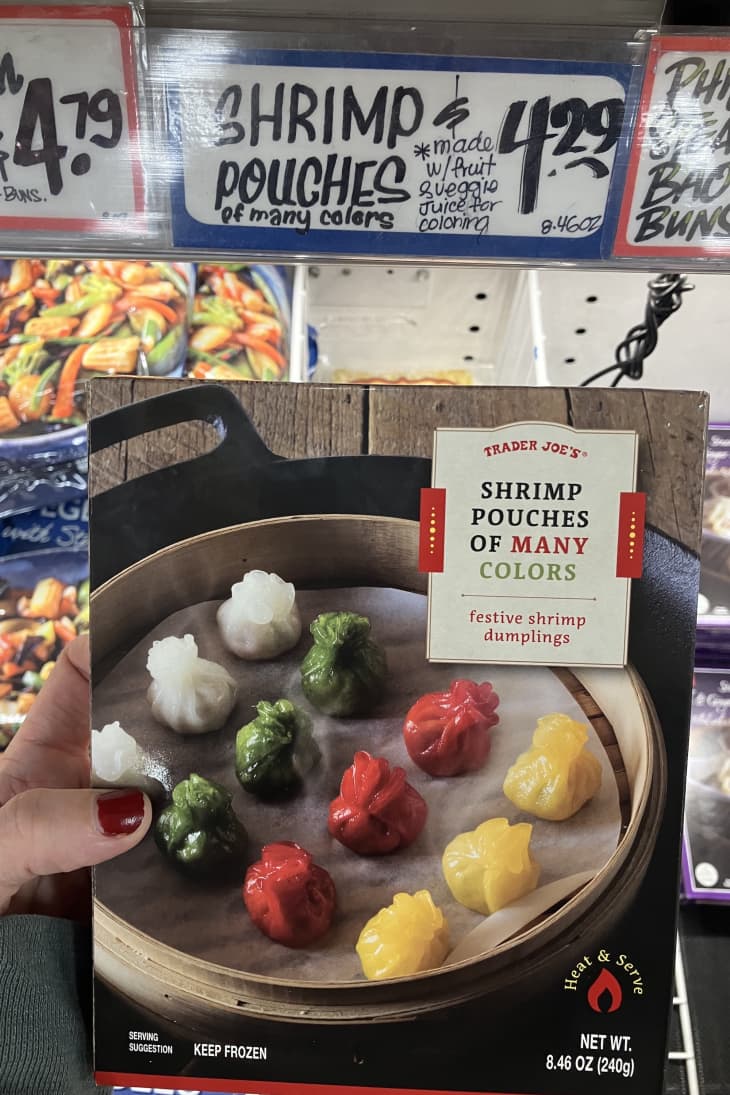 4.79
BUNS.
SHRIMP &
POUCHES
of many colors
*made
w/fruit
& veggie
juice for
coloring
4.29
8.46oz
BAO
BUNS
TRADER JOE'S®
SHRIMP
POUCHES
OF MANY
COLORS
festive shrimp
dumplings
Heat & Serve
SERVING
SUGGESTION
KEEP FROZEN
NET WT.
8.46 OZ (240g)